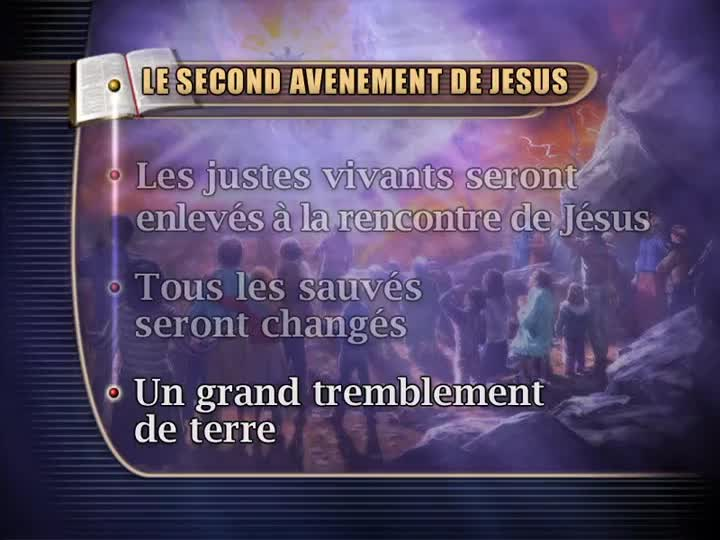 LE SECOND AVENEMENT DE JESUS
Les justes vivants seront
enlevés à la rencontre de Jésus
Tous les sauvés
seront changés
Un grand tremblement
de terre